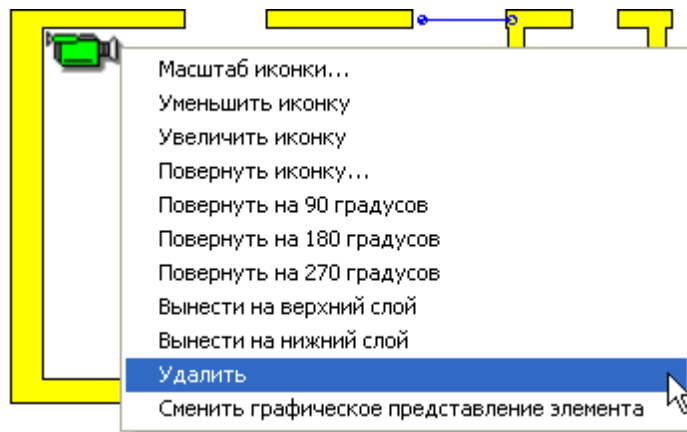 Масштаб иконки...
Уменьшить иконку
Увеличить иконку
Повернуть иконку...
Повернуть на 90 градусов
Повернуть на 180 градусов
Повернуть на 270 градусов
Вынести на верхний слой
Вынести на нижний слой
Удалить
Сменить графическое представление элемента